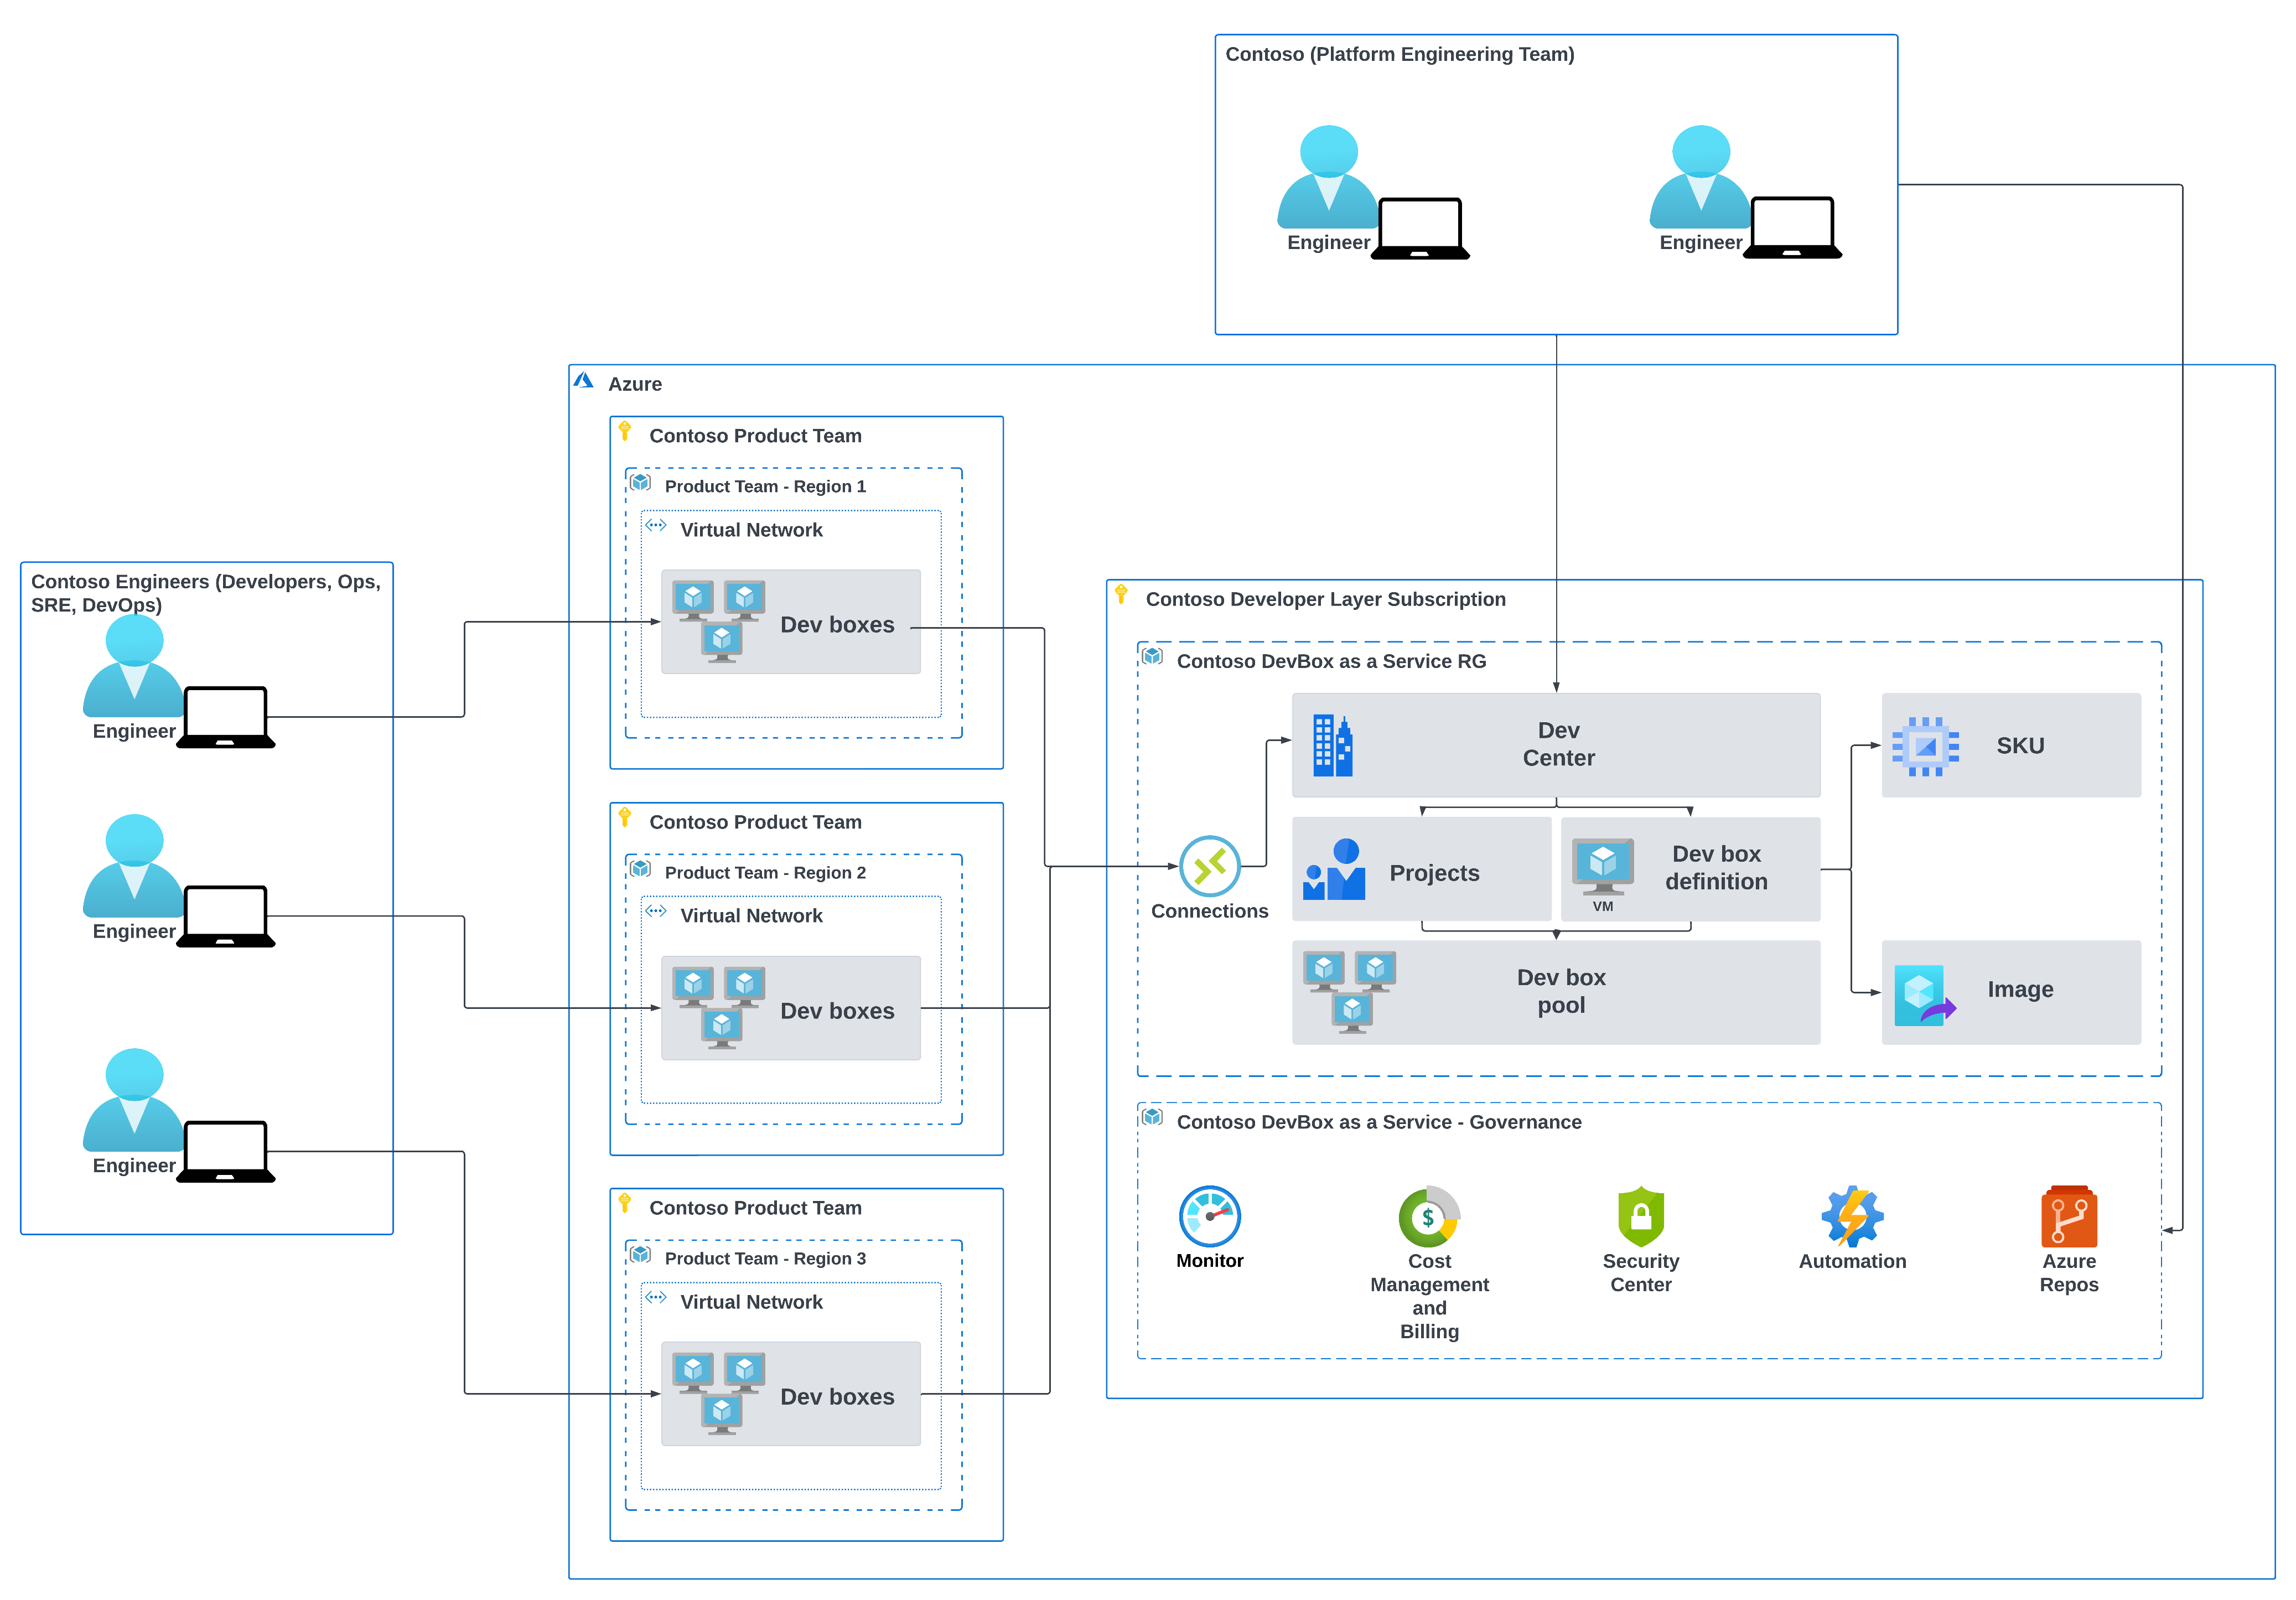 Contoso (Platform Engineering Team)
Engineer
Engineer
Azure
Contoso Product Team
Product Team - Region 1
Virtual Network
Dev boxes
Contoso Engineers (Developers, Ops,
SRE, DevOps)
Engineer
Engineer
Engineer
Contoso Product Team
Product Team - Region 2
Virtual Network
Dev boxes
Contoso Product Team
Product Team - Region 3
Virtual Network
Dev boxes
Contoso Developer Layer Subscription
Contoso DevBox as a Service RG
Dev
Center
SKU
Connections
Projects
VM
Dev box
definition
Dev box
pool
Image
Contoso DevBox as a Service - Governance
Monitor
$
Cost
Management
and
Billing
Security
Center
Automation
Azure
Repos